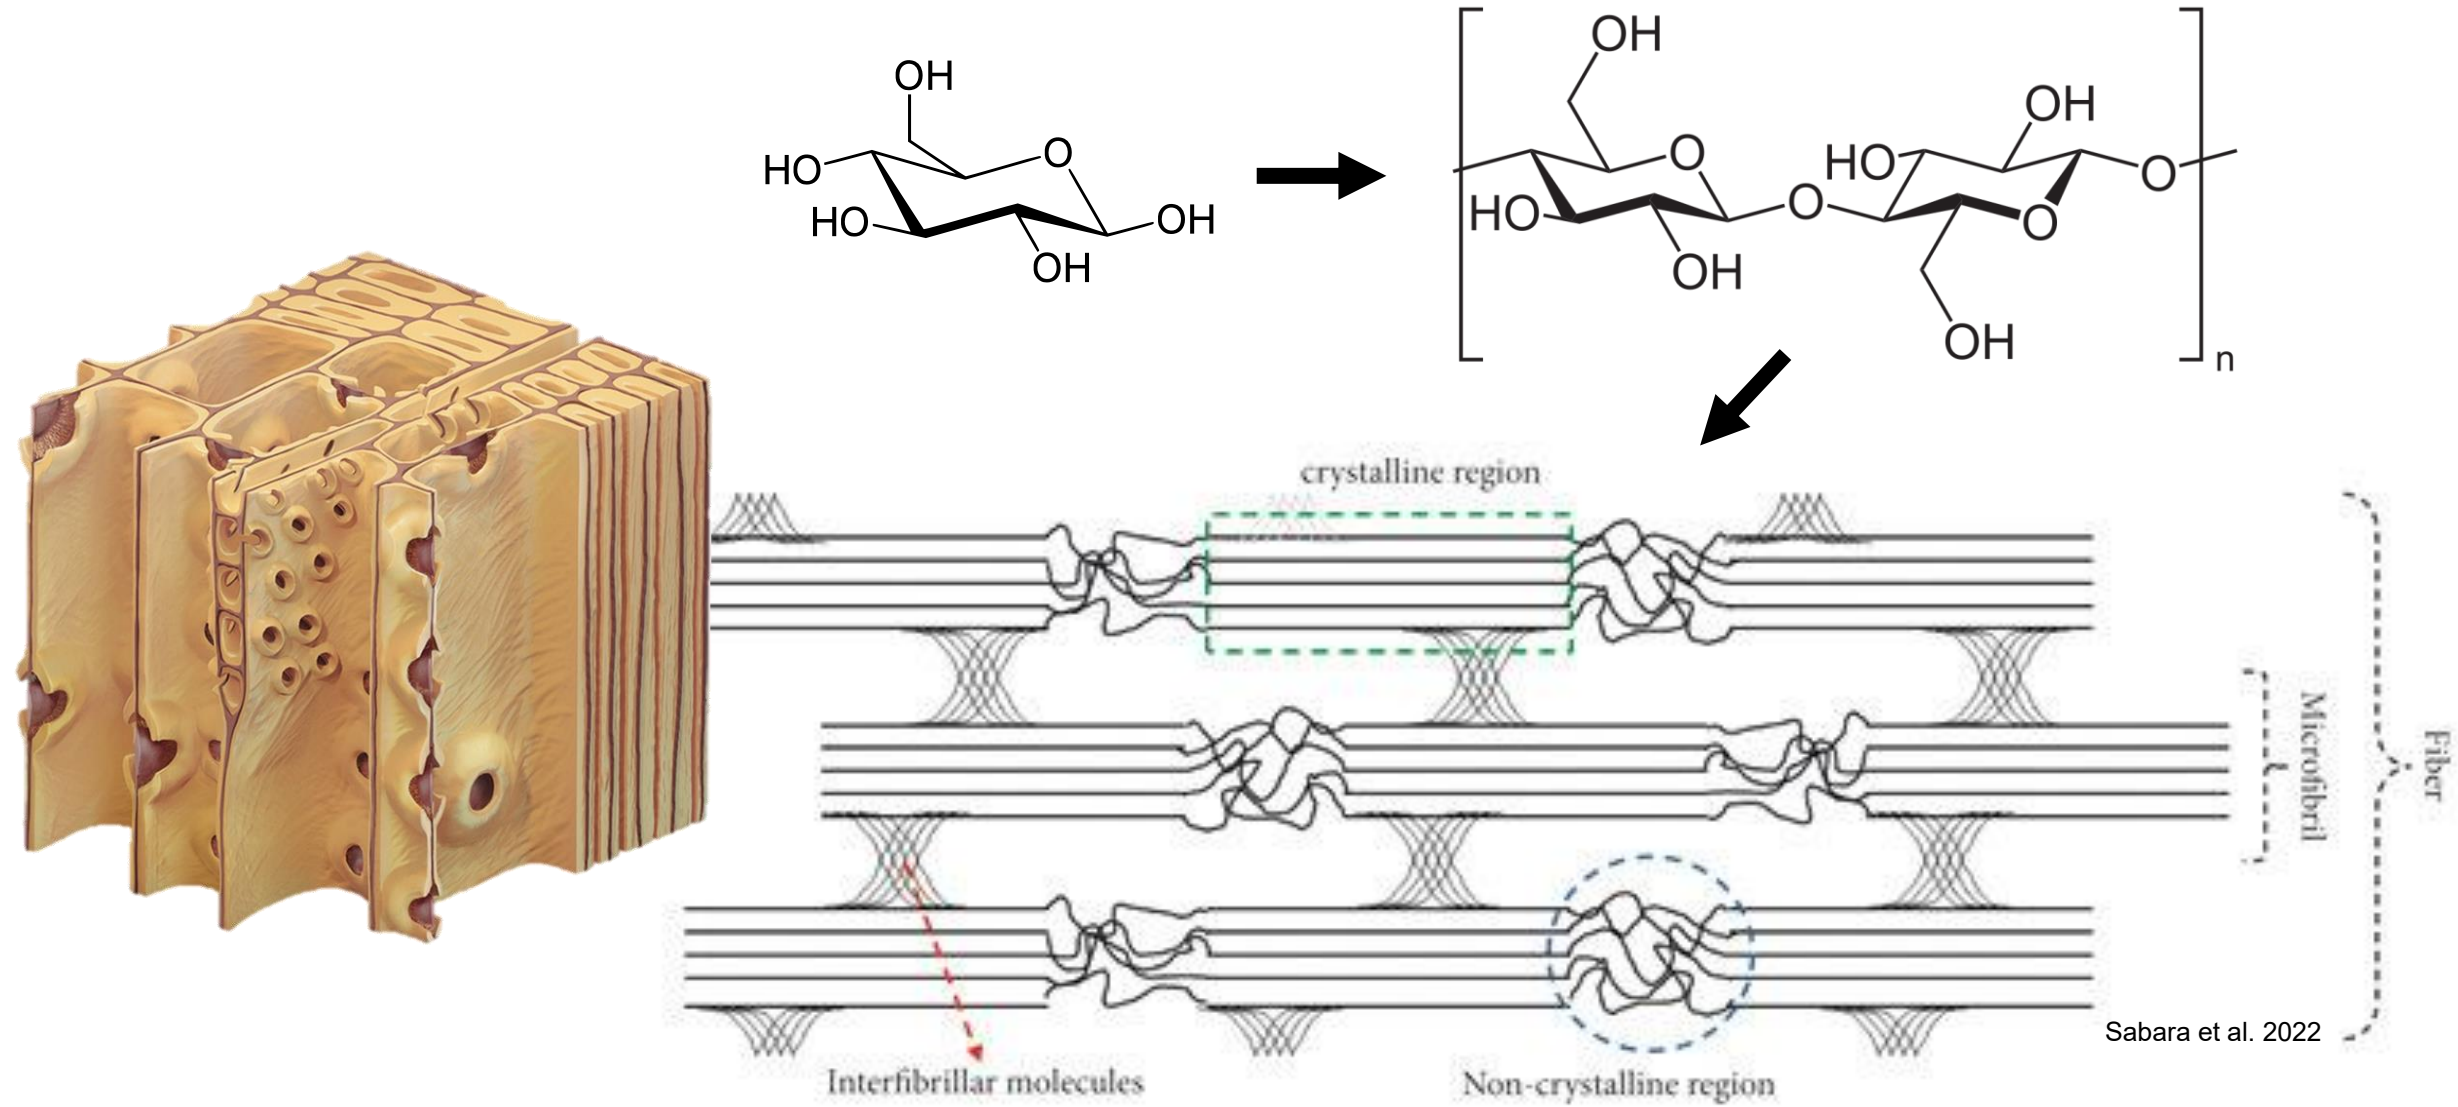 OH
O
HO
HO
OH
OH
OH
O
HO
OH
O
HO
OH
O
OH
O
n
crystalline region
Microfibril
Fiber
Sabara et al. 2022
Interfibrillar molecules
Non-crystalline region